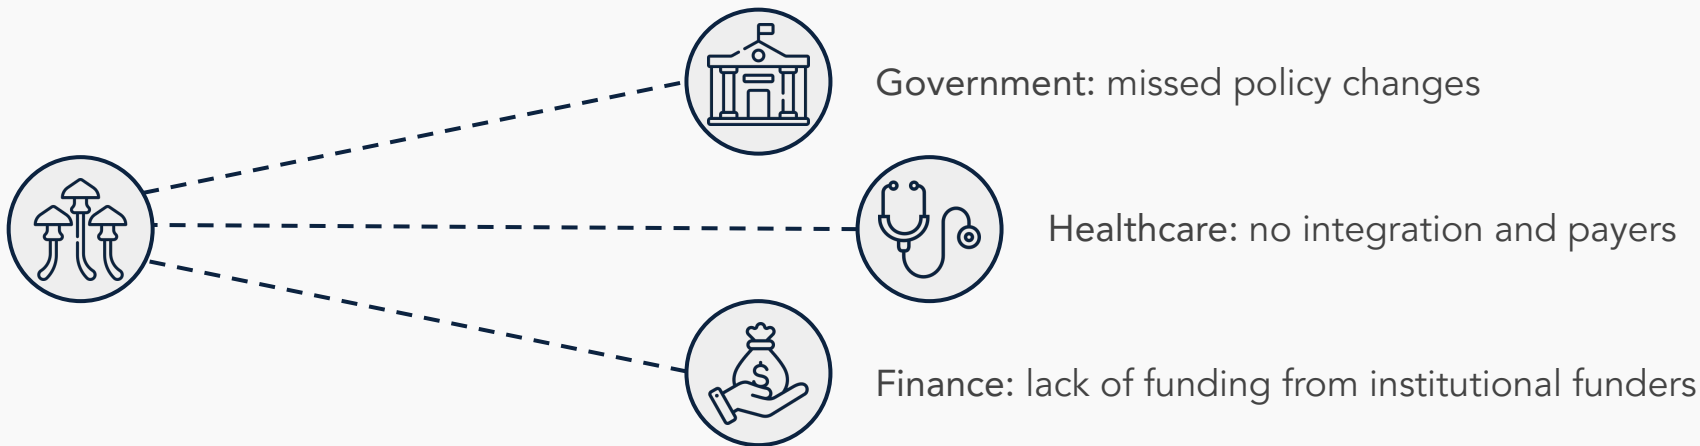 Government: missed policy changes
Healthcare: no integration and payers
$
Finance: lack of funding from institutional funders